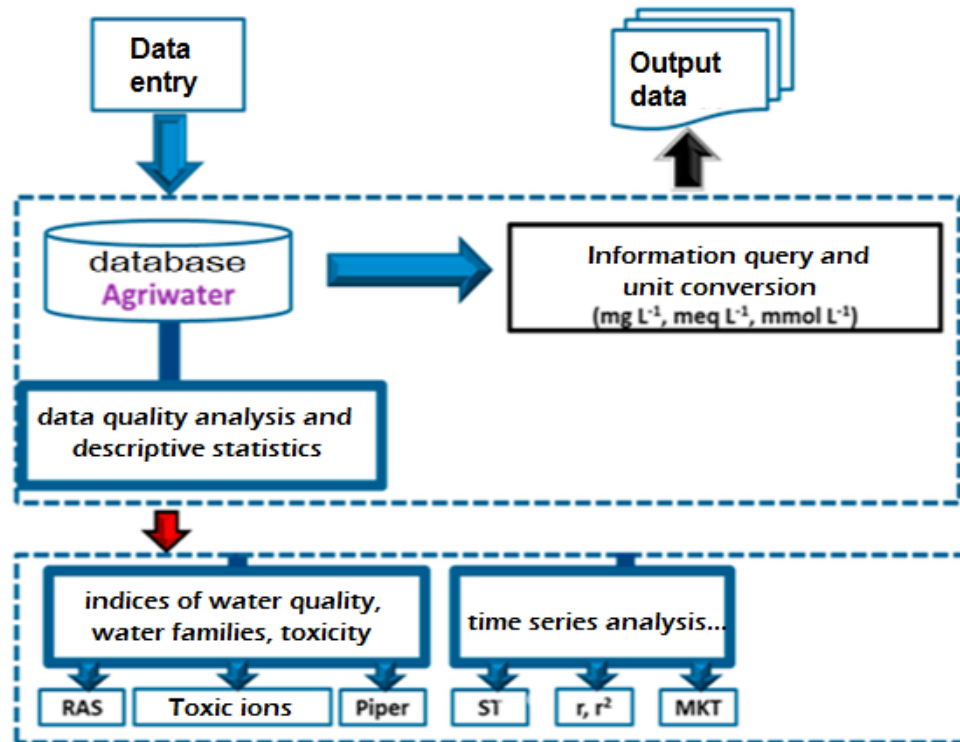 Data
entry
Output
data
database
Agriwater
Information query and
unit conversion
(mg L⁻¹, meq L⁻¹, mmol L⁻¹)
data quality analysis and
descriptive statistics
indices of water quality,
water families, toxicity
time series analysis...
RAS
Toxic ions
Piper
ST
r, r²
MKT